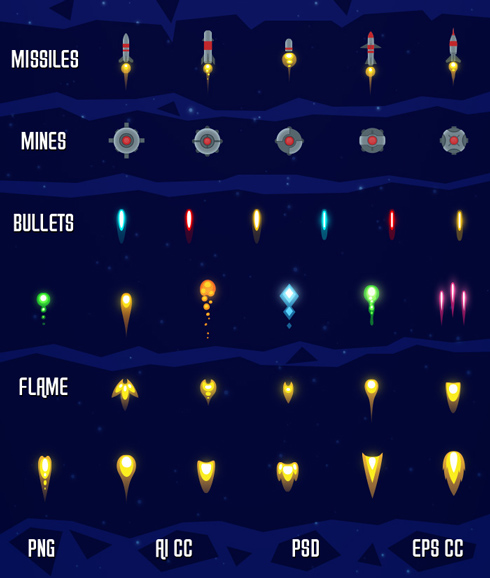 MISSILES
MINES
BULLETS
FLAME
PNG AI CC PSD EPS CC